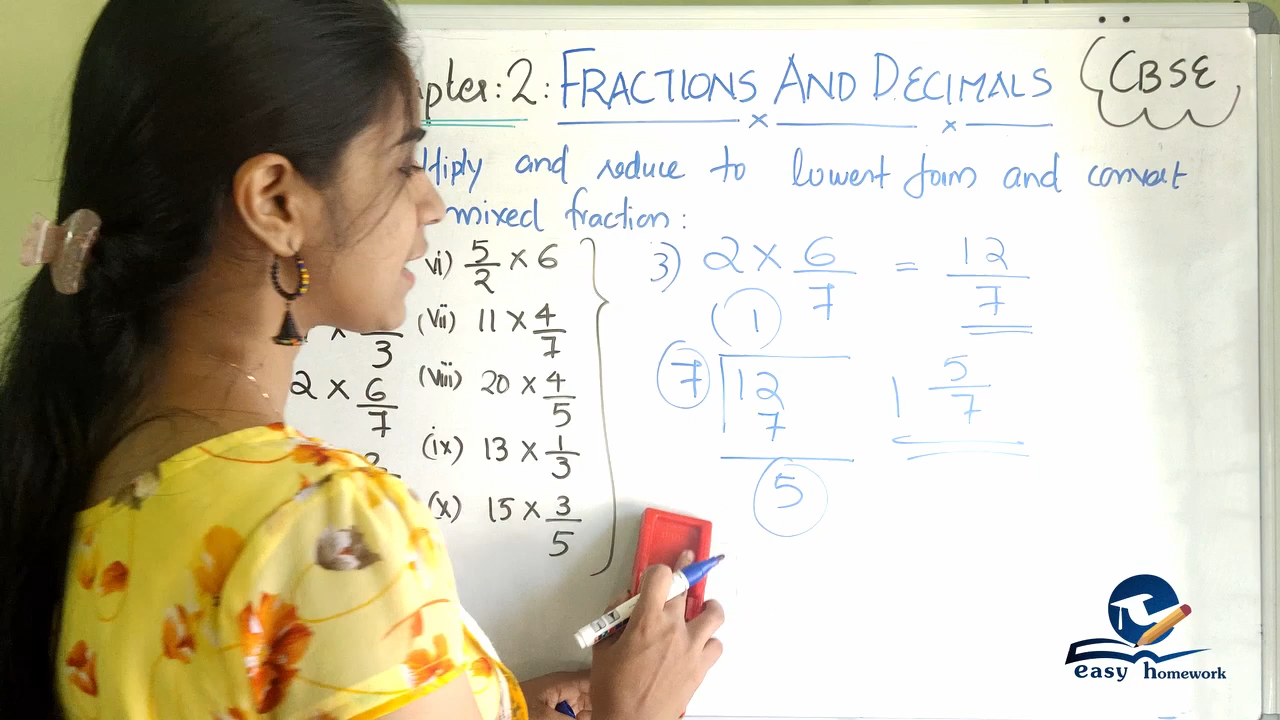 pter: 2: FRACTIONS AND DECIMALS
CBSE
ltiply and reduce to lowest form and convert
mixed fraction:
vi) 5/2 × 6
(vii) 11 × 4/7
(viii) 20 × 4/5
(ix) 13 × 1/3
(x) 15 × 3/5
× /3
2 × 6/7
3) 2 × 6/7 = 12/7
1
7 12
7
5
1 5/7
easy homework